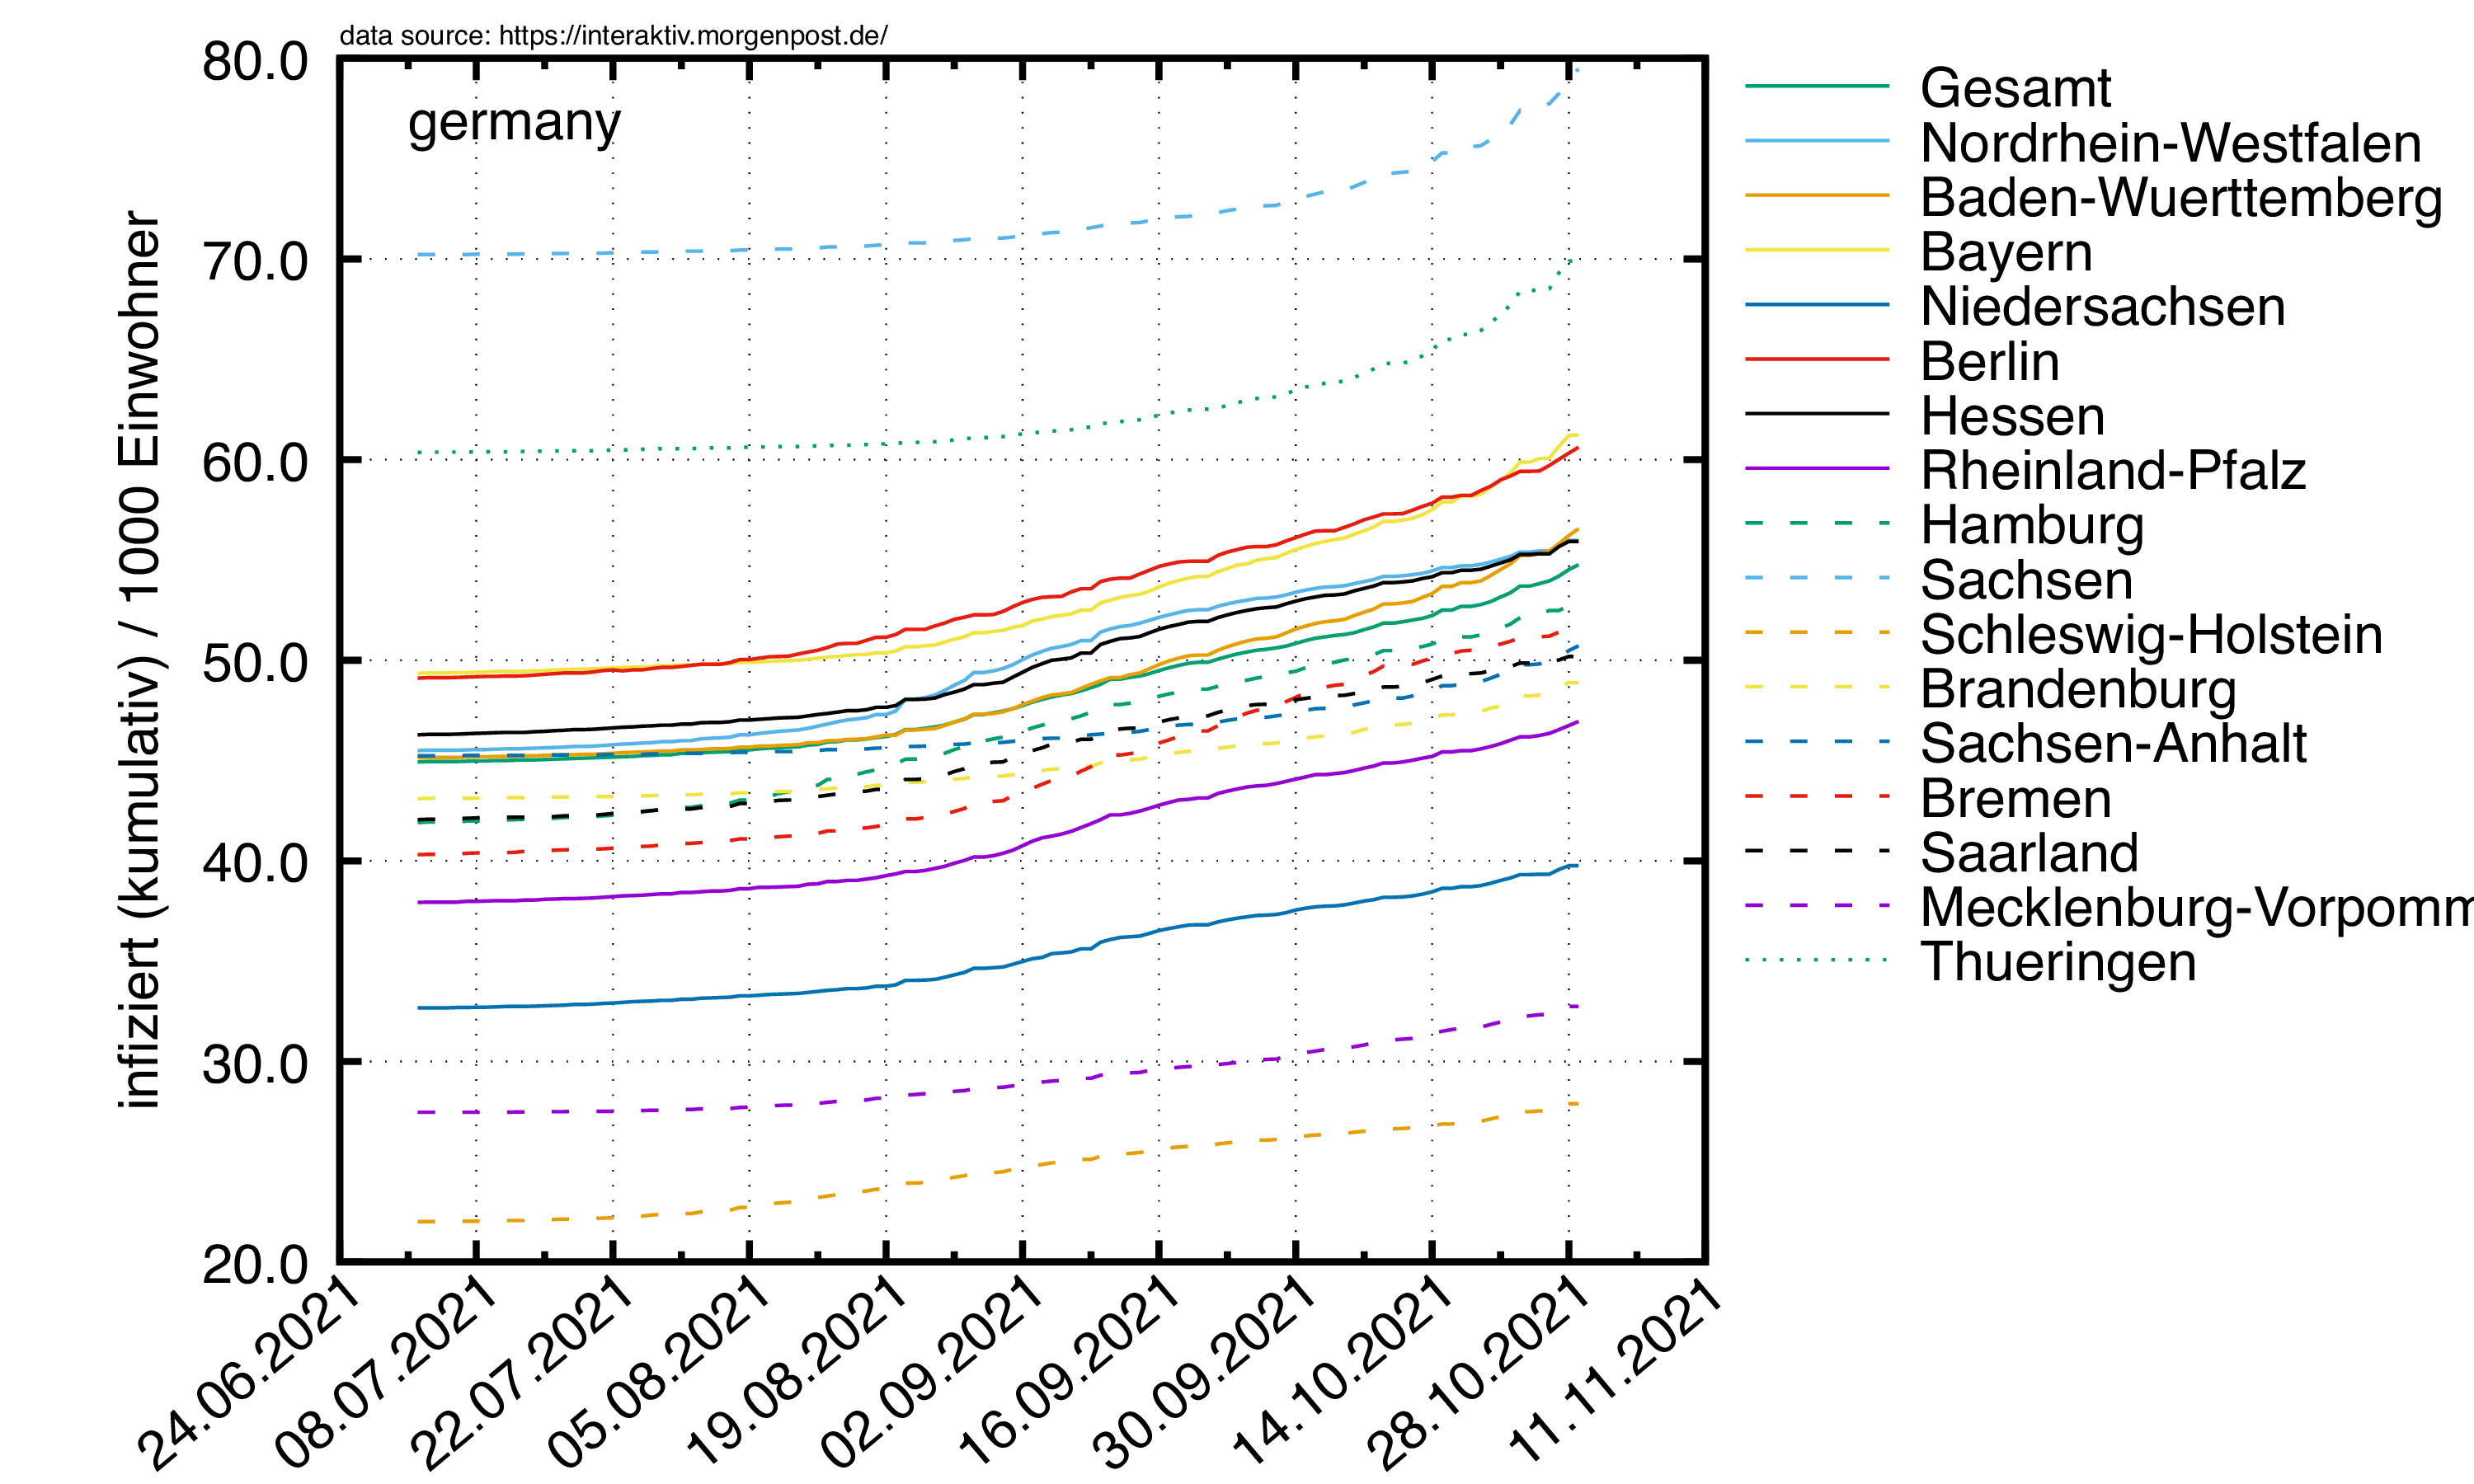 data source: https://interaktiv.morgenpost.de/
germany
infiziert (kumulativ) / 1000 Einwohner
80.0
70.0
60.0
50.0
40.0
30.0
20.0
24.06.2021
08.07.2021
22.07.2021
05.08.2021
19.08.2021
02.09.2021
16.09.2021
30.09.2021
14.10.2021
28.10.2021
11.11.2021
Gesamt
Nordrhein-Westfalen
Baden-Wuerttemberg
Bayern
Niedersachsen
Berlin
Hessen
Rheinland-Pfalz
Hamburg
Sachsen
Schleswig-Holstein
Brandenburg
Sachsen-Anhalt
Bremen
Saarland
Mecklenburg-Vorpomm
Thueringen